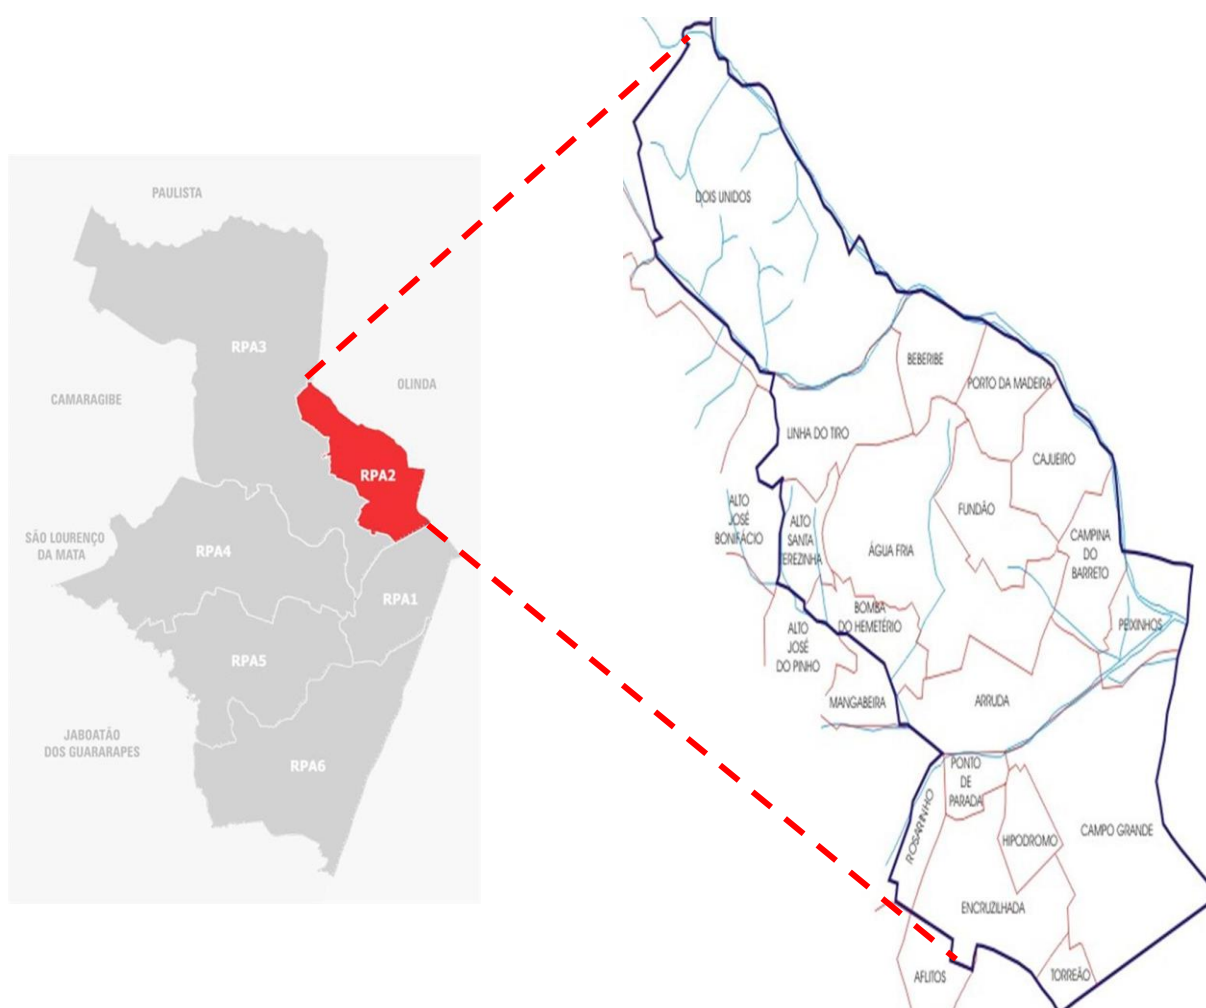 PAULISTA
RPA3
OLINDA
CAMARAGIBE
RPA2
SÃO LOURENÇO
DA MATA
RPA4
RPA1
RPA5
JABOATÃO
DOS GUARARAPES
RPA6
DOIS UNIDOS
BEBERIBE
PORTO DA MADEIRA
LINHA DO TIRO
CAJUEIRO
ALTO
JOSÉ
BONIFÁCIO
ALTO
SANTA
TEREZINHA
FUNDÃO
ÁGUA FRIA
CAMPINA
DO
BARRETO
BOMBA
DO HEMETÉRIO
PEIXINHOS
ALTO
JOSÉ
DO PINHO
MANGABEIRA
ARRUDA
PONTO
DE
PARADA
ROSARINHO
HIPODROMO
CAMPO GRANDE
ENCRUZILHADA
AFLITOS
TORREÃO